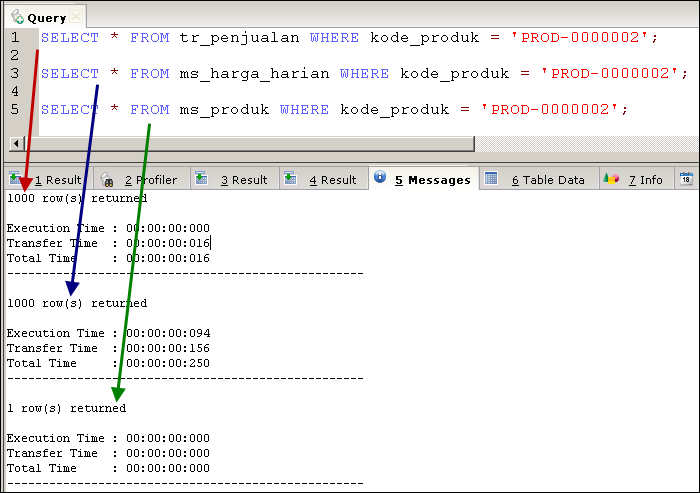 Query
1 SELECT * FROM tr_penjualan WHERE kode_produk = 'PROD-0000002';
2
3 SELECT * FROM ms_harga_harian WHERE kode_produk = 'PROD-0000002';
4
5 SELECT * FROM ms_produk WHERE kode_produk = 'PROD-0000002';
1 Result 2 Profiler 3 Result 4 Result 5 Messages 6 Table Data 7 Info 18
1000 row(s) returned
Execution Time : 00:00:00:000
Transfer Time : 00:00:00:016
Total Time : 00:00:00:016
--------------------------------------------------
1000 row(s) returned
Execution Time : 00:00:00:094
Transfer Time : 00:00:00:156
Total Time : 00:00:00:250
--------------------------------------------------
1 row(s) returned
Execution Time : 00:00:00:000
Transfer Time : 00:00:00:000
Total Time : 00:00:00:000
--------------------------------------------------